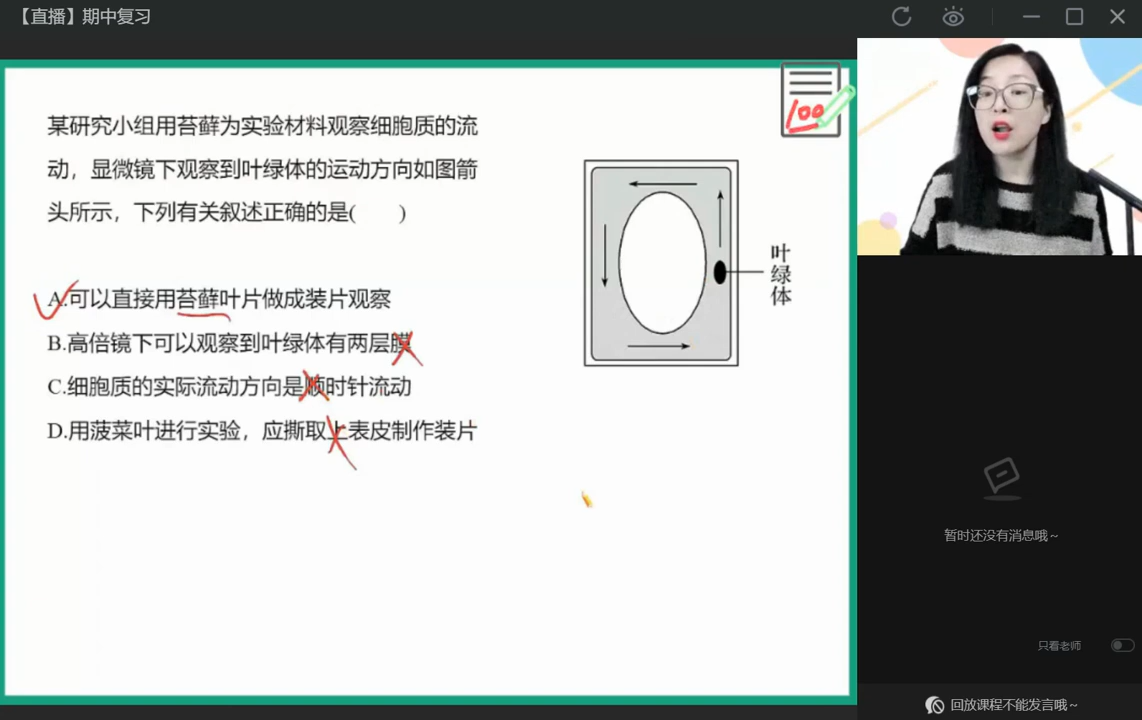 【直播】期中复习
100
某研究小组用苔藓为实验材料观察细胞质的流
动，显微镜下观察到叶绿体的运动方向如图箭
头所示，下列有关叙述正确的是(　　)
叶绿体
A.可以直接用苔藓叶片做成装片观察
B.高倍镜下可以观察到叶绿体有两层膜
C.细胞质的实际流动方向是顺时针流动
D.用菠菜叶进行实验，应撕取上表皮制作装片
暂时还没有消息哦~
只看老师
回放课程不能发言哦~